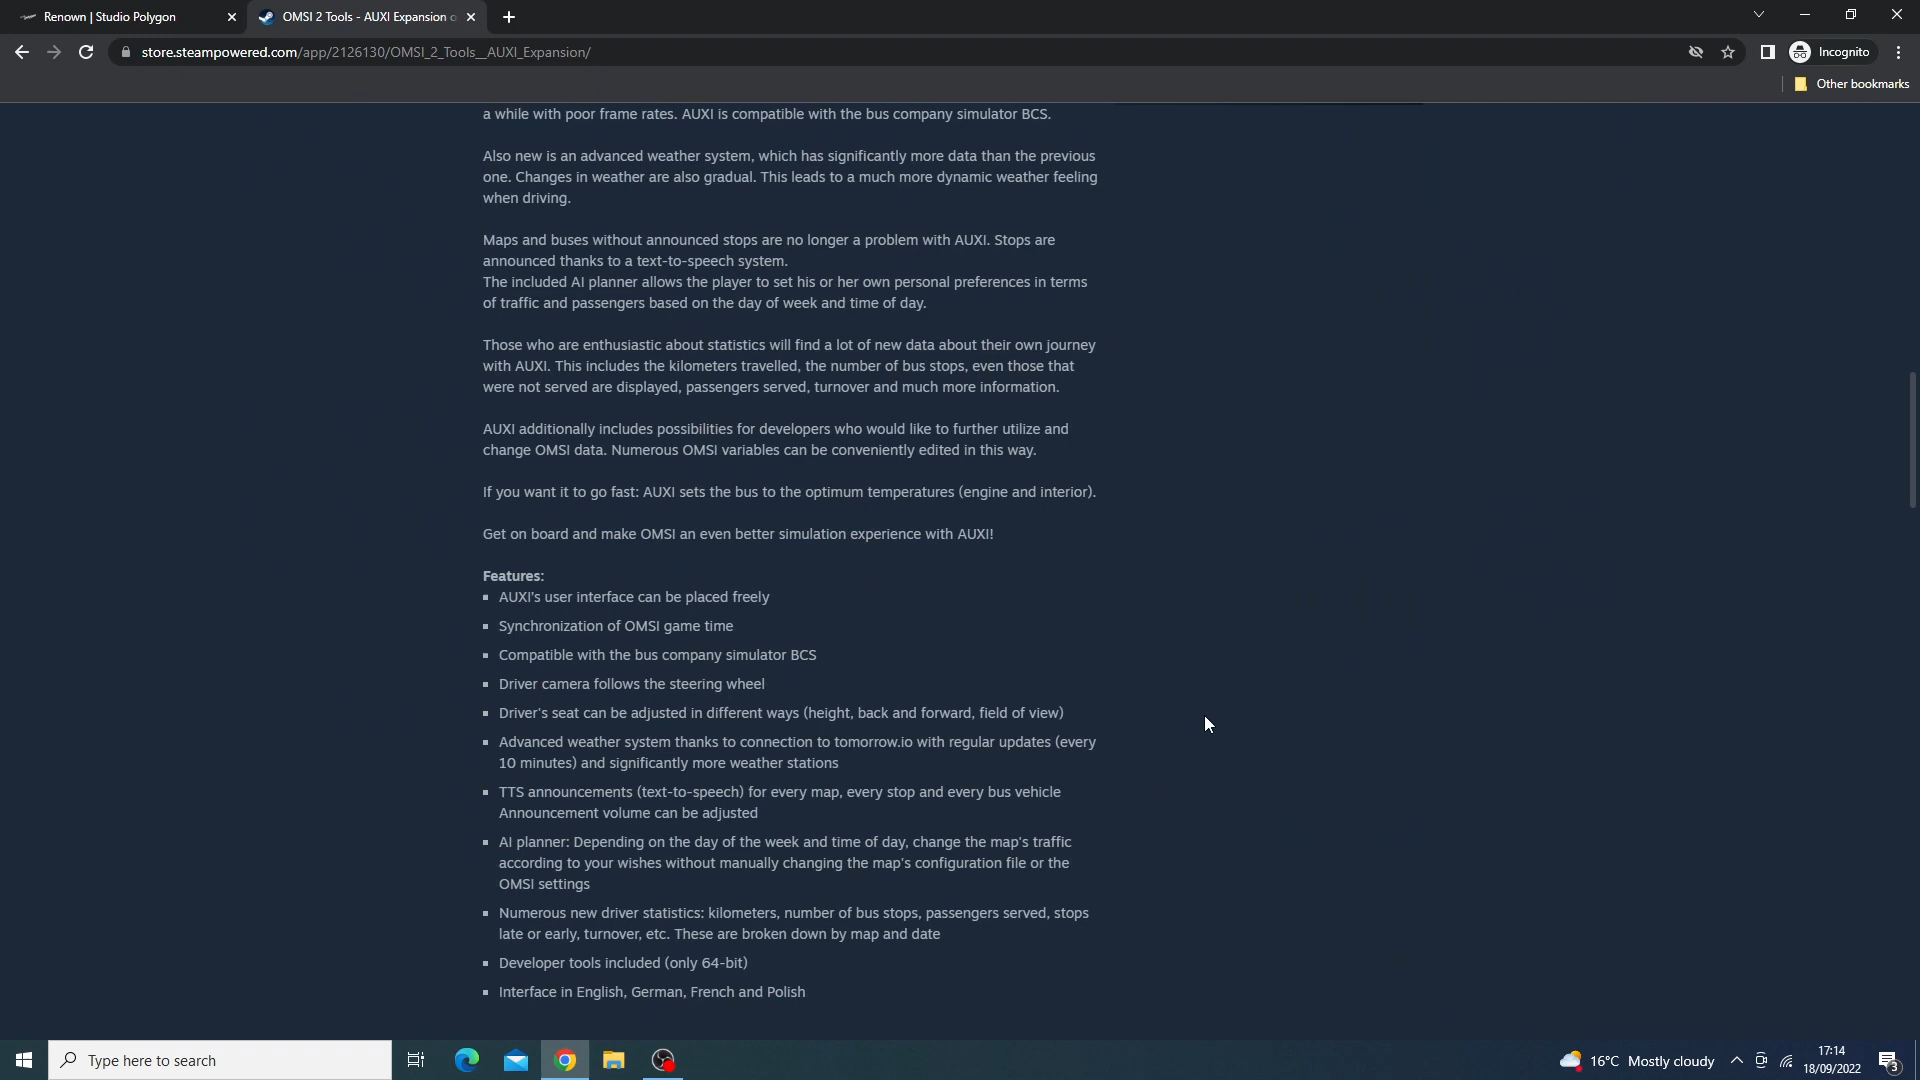 Renown | Studio Polygon
OMSI 2 Tools - AUXI Expansion o
store.steampowered.com/app/2126130/OMSI_2_Tools__AUXI_Expansion/
Incognito
Other bookmarks
a while with poor frame rates. AUXI is compatible with the bus company simulator BCS.
Also new is an advanced weather system, which has significantly more data than the previous
one. Changes in weather are also gradual. This leads to a much more dynamic weather feeling
when driving.
Maps and buses without announced stops are no longer a problem with AUXI. Stops are
announced thanks to a text-to-speech system.
The included AI planner allows the player to set his or her own personal preferences in terms
of traffic and passengers based on the day of week and time of day.
Those who are enthusiastic about statistics will find a lot of new data about their own journey
with AUXI. This includes the kilometers travelled, the number of bus stops, even those that
were not served are displayed, passengers served, turnover and much more information.
AUXI additionally includes possibilities for developers who would like to further utilize and
change OMSI data. Numerous OMSI variables can be conveniently edited in this way.
If you want it to go fast: AUXI sets the bus to the optimum temperatures (engine and interior).
Get on board and make OMSI an even better simulation experience with AUXI!
Features:
▪ AUXI's user interface can be placed freely
▪ Synchronization of OMSI game time
▪ Compatible with the bus company simulator BCS
▪ Driver camera follows the steering wheel
▪ Driver's seat can be adjusted in different ways (height, back and forward, field of view)
▪ Advanced weather system thanks to connection to tomorrow.io with regular updates (every
10 minutes) and significantly more weather stations
▪ TTS announcements (text-to-speech) for every map, every stop and every bus vehicle
Announcement volume can be adjusted
▪ AI planner: Depending on the day of the week and time of day, change the map's traffic
according to your wishes without manually changing the map's configuration file or the
OMSI settings
▪ Numerous new driver statistics: kilometers, number of bus stops, passengers served, stops
late or early, turnover, etc. These are broken down by map and date
▪ Developer tools included (only 64-bit)
▪ Interface in English, German, French and Polish
Type here to search
16°C Mostly cloudy
17:14
18/09/2022
3